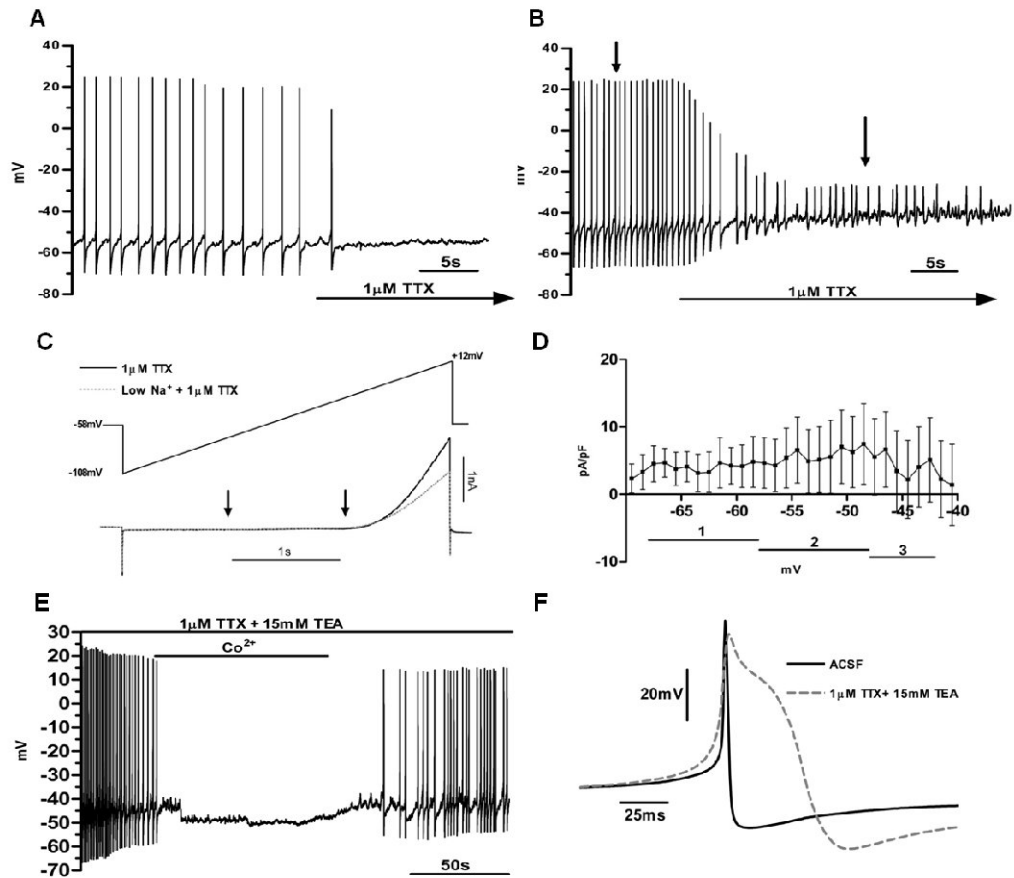 A
40
20
0
-20
-40
-60
-80
mV
5s
1µM TTX
B
40
20
0
-20
-40
-60
-80
mV
5s
1µM TTX
C
1µM TTX
Low Na⁺ + 1µM TTX
+12mV
-58mV
-108mV
1nA
1s
D
20
10
0
-10
pA/pF
-65 -60 -55 -50 -45 -40
1 2 3
mV
E
1µM TTX + 15mM TEA
Co²⁺
30
20
10
0
-10
-20
-30
-40
-50
-60
-70
mV
50s
F
ACSF
1µM TTX+ 15mM TEA
20mV
25ms